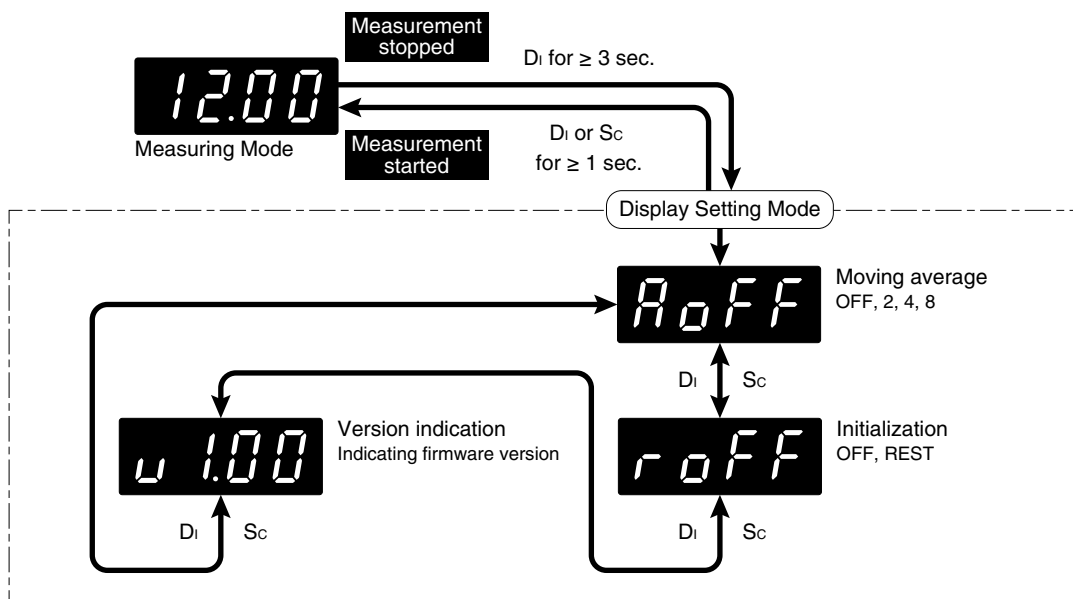 Measurement
stopped
DI for ≥ 3 sec.
12.00
Measuring Mode
Measurement
started
DI or SC
for ≥ 1 sec.
Display Setting Mode
AoFF
Moving average
OFF, 2, 4, 8
DI SC
v 1.00
Version indication
Indicating firmware version
roFF
Initialization
OFF, REST
DI SC
DI SC